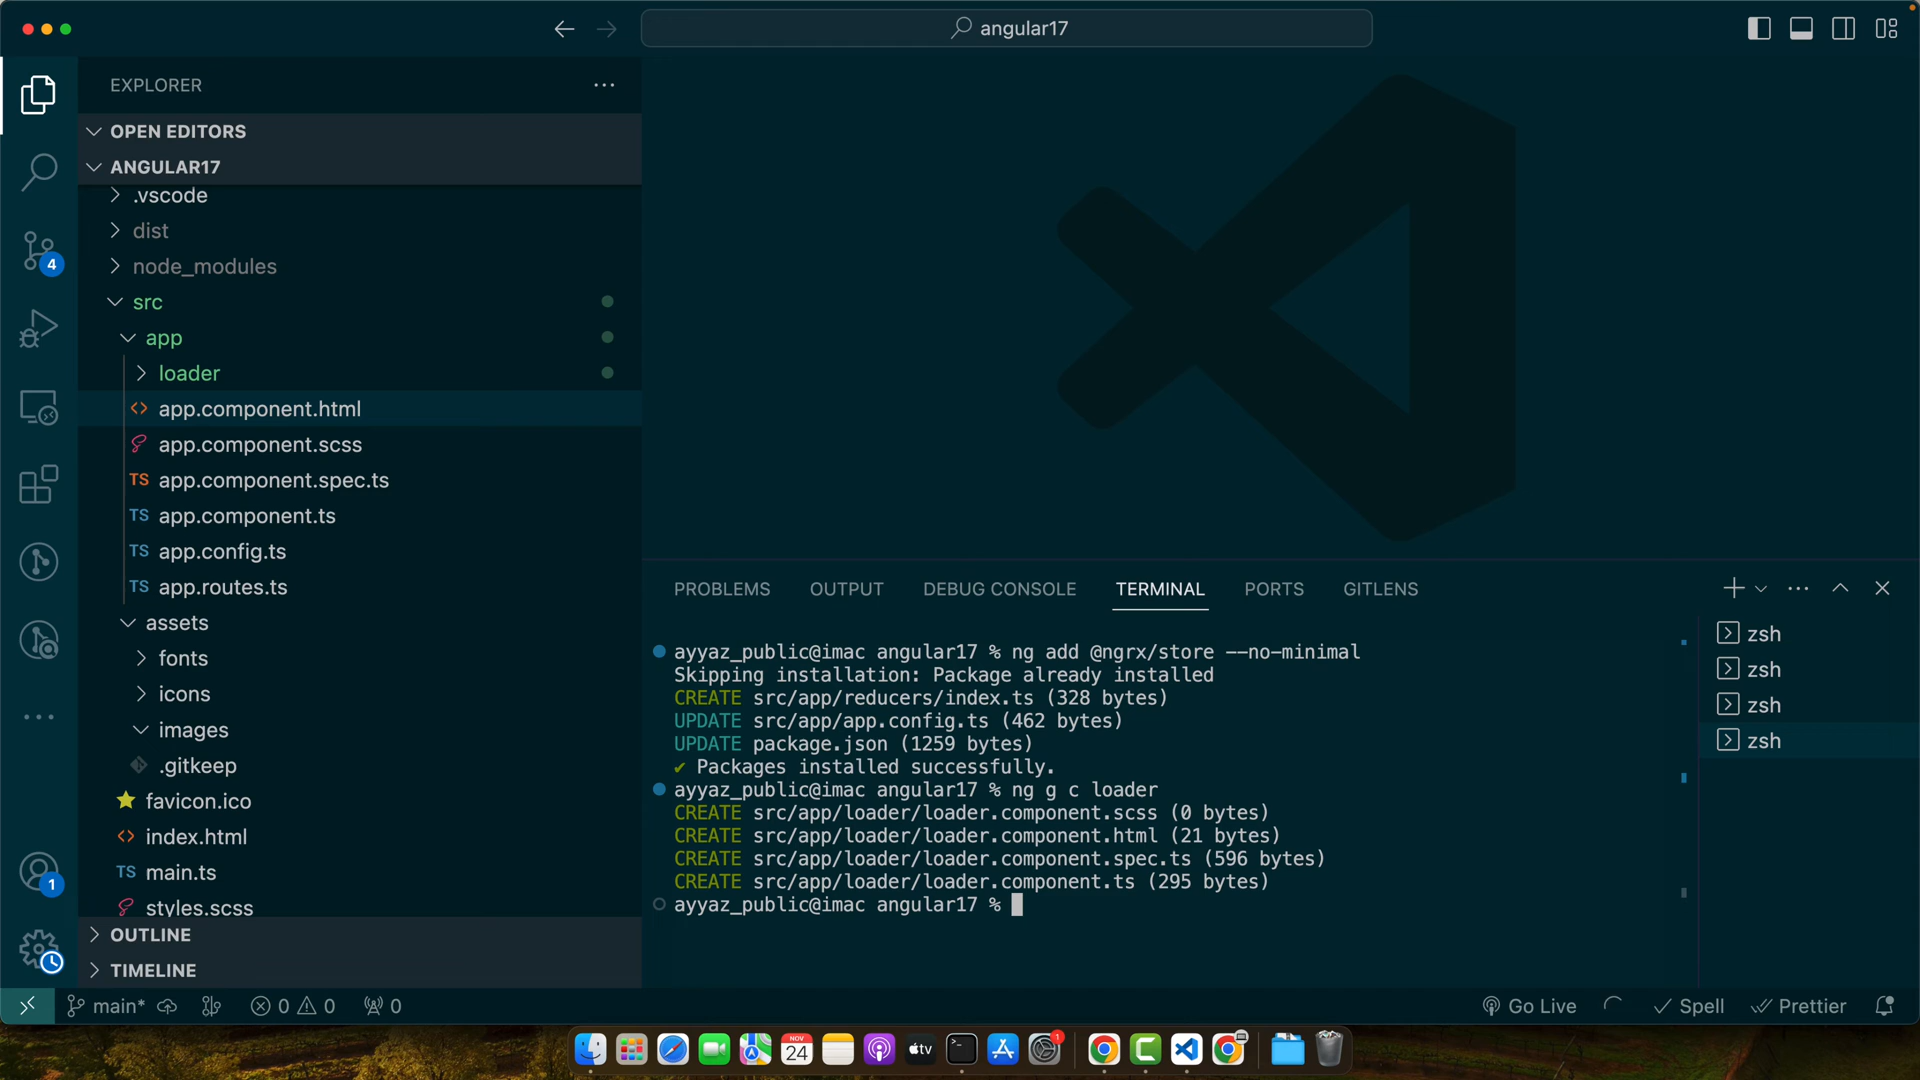 angular17
EXPLORER
OPEN EDITORS
ANGULAR17
.vscode
dist
node_modules
src
app
loader
<> app.component.html
app.component.scss
TS app.component.spec.ts
TS app.component.ts
TS app.config.ts
TS app.routes.ts
assets
fonts
icons
images
.gitkeep
favicon.ico
<> index.html
TS main.ts
styles.scss
OUTLINE
TIMELINE
4
1
PROBLEMS OUTPUT DEBUG CONSOLE TERMINAL PORTS GITLENS
ayyaz_public@imac angular17 % ng add @ngrx/store --no-minimal
Skipping installation: Package already installed
CREATE src/app/reducers/index.ts (328 bytes)
UPDATE src/app/app.config.ts (462 bytes)
UPDATE package.json (1259 bytes)
✔ Packages installed successfully.
ayyaz_public@imac angular17 % ng g c loader
CREATE src/app/loader/loader.component.scss (0 bytes)
CREATE src/app/loader/loader.component.html (21 bytes)
CREATE src/app/loader/loader.component.spec.ts (596 bytes)
CREATE src/app/loader/loader.component.ts (295 bytes)
ayyaz_public@imac angular17 %
zsh
zsh
zsh
zsh
main* 0 0 0 Go Live Spell Prettier
NOV
24
tv
1